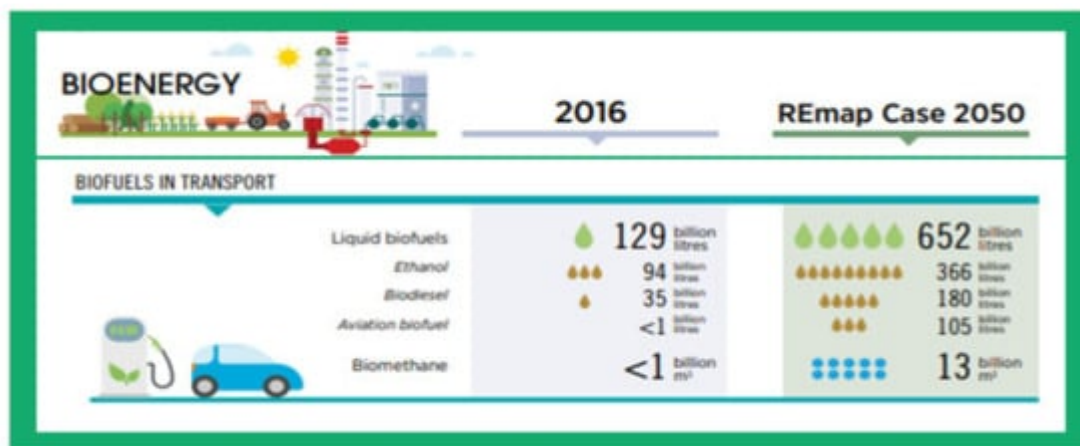 BIOENERGY
2016
REmap Case 2050
BIOFUELS IN TRANSPORT
Liquid biofuels 129 billion litres 652 billion litres
Ethanol 94 billion litres 366 billion litres
Biodiesel 35 billion litres 180 billion litres
Aviation biofuel <1 billion litres 105 billion litres
Biomethane <1 billion m³ 13 billion m³